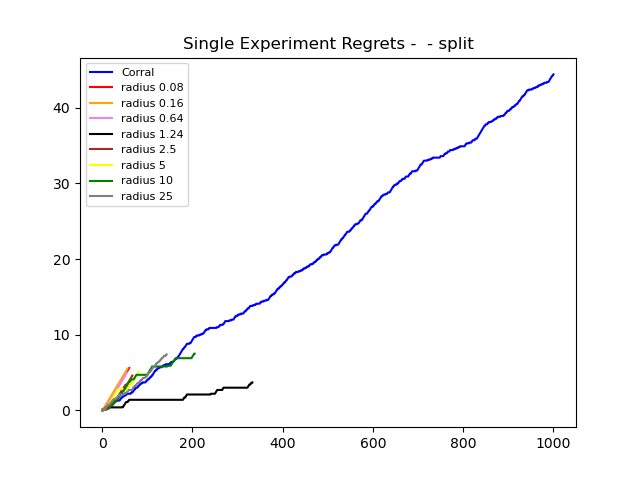 Single Experiment Regrets -  - split
Corral
radius 0.08
radius 0.16
radius 0.64
radius 1.24
radius 2.5
radius 5
radius 10
radius 25
40
30
20
10
0
0 200 400 600 800 1000